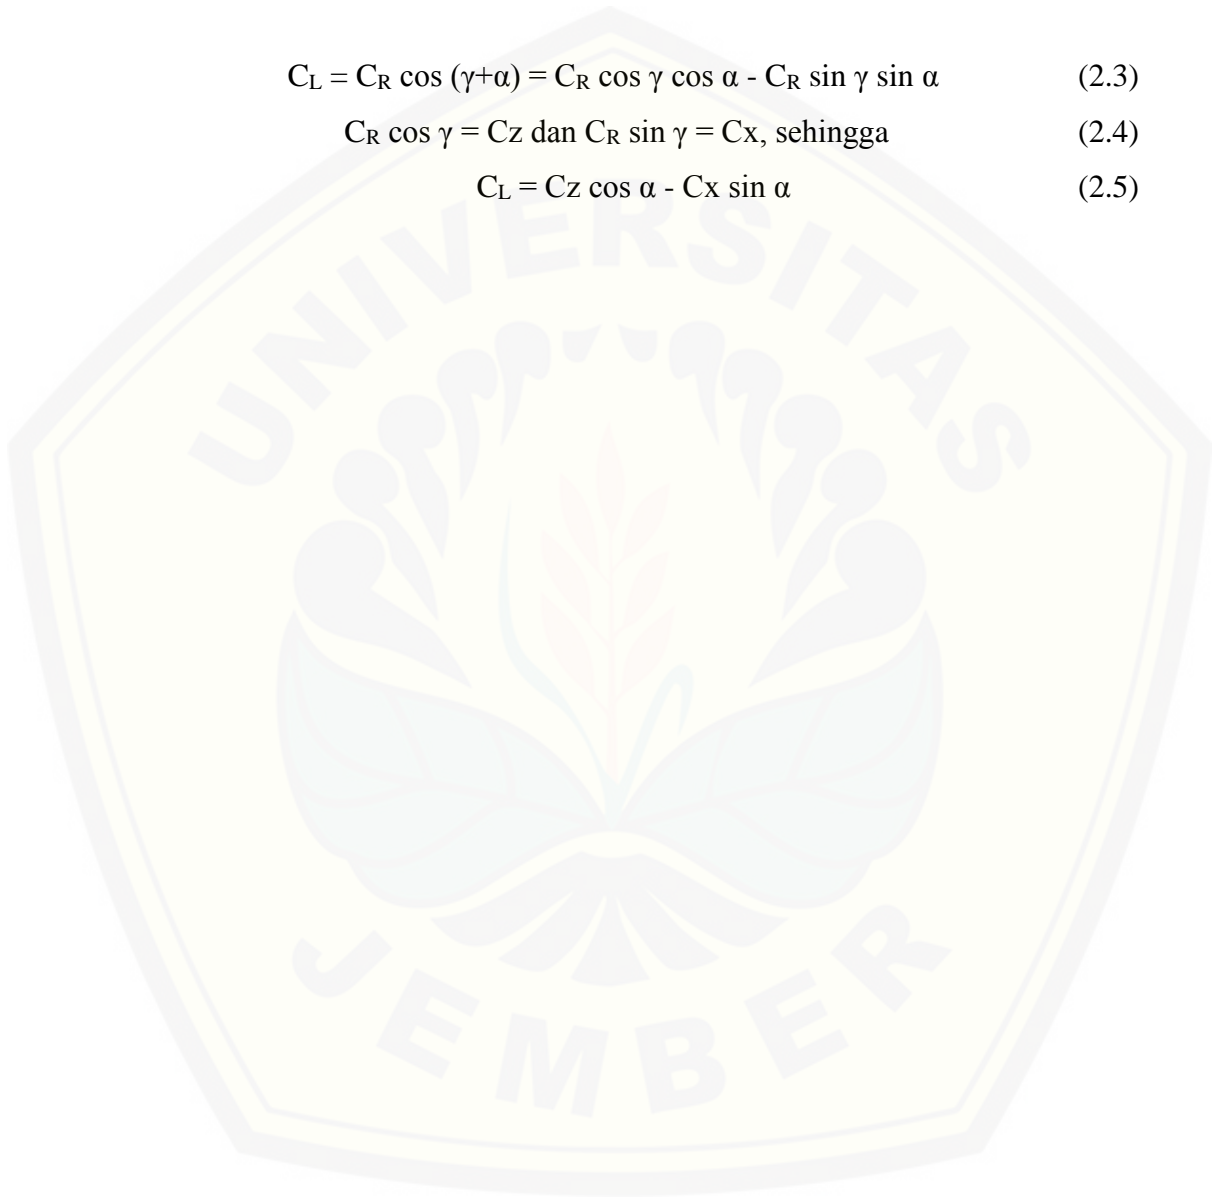 C_L = C_R cos (γ+α) = C_R cos γ cos α - C_R sin γ sin α (2.3)
C_R cos γ = Cz dan C_R sin γ = Cx, sehingga (2.4)
C_L = Cz cos α - Cx sin α (2.5)
UNIVERSITAS
JEMBER